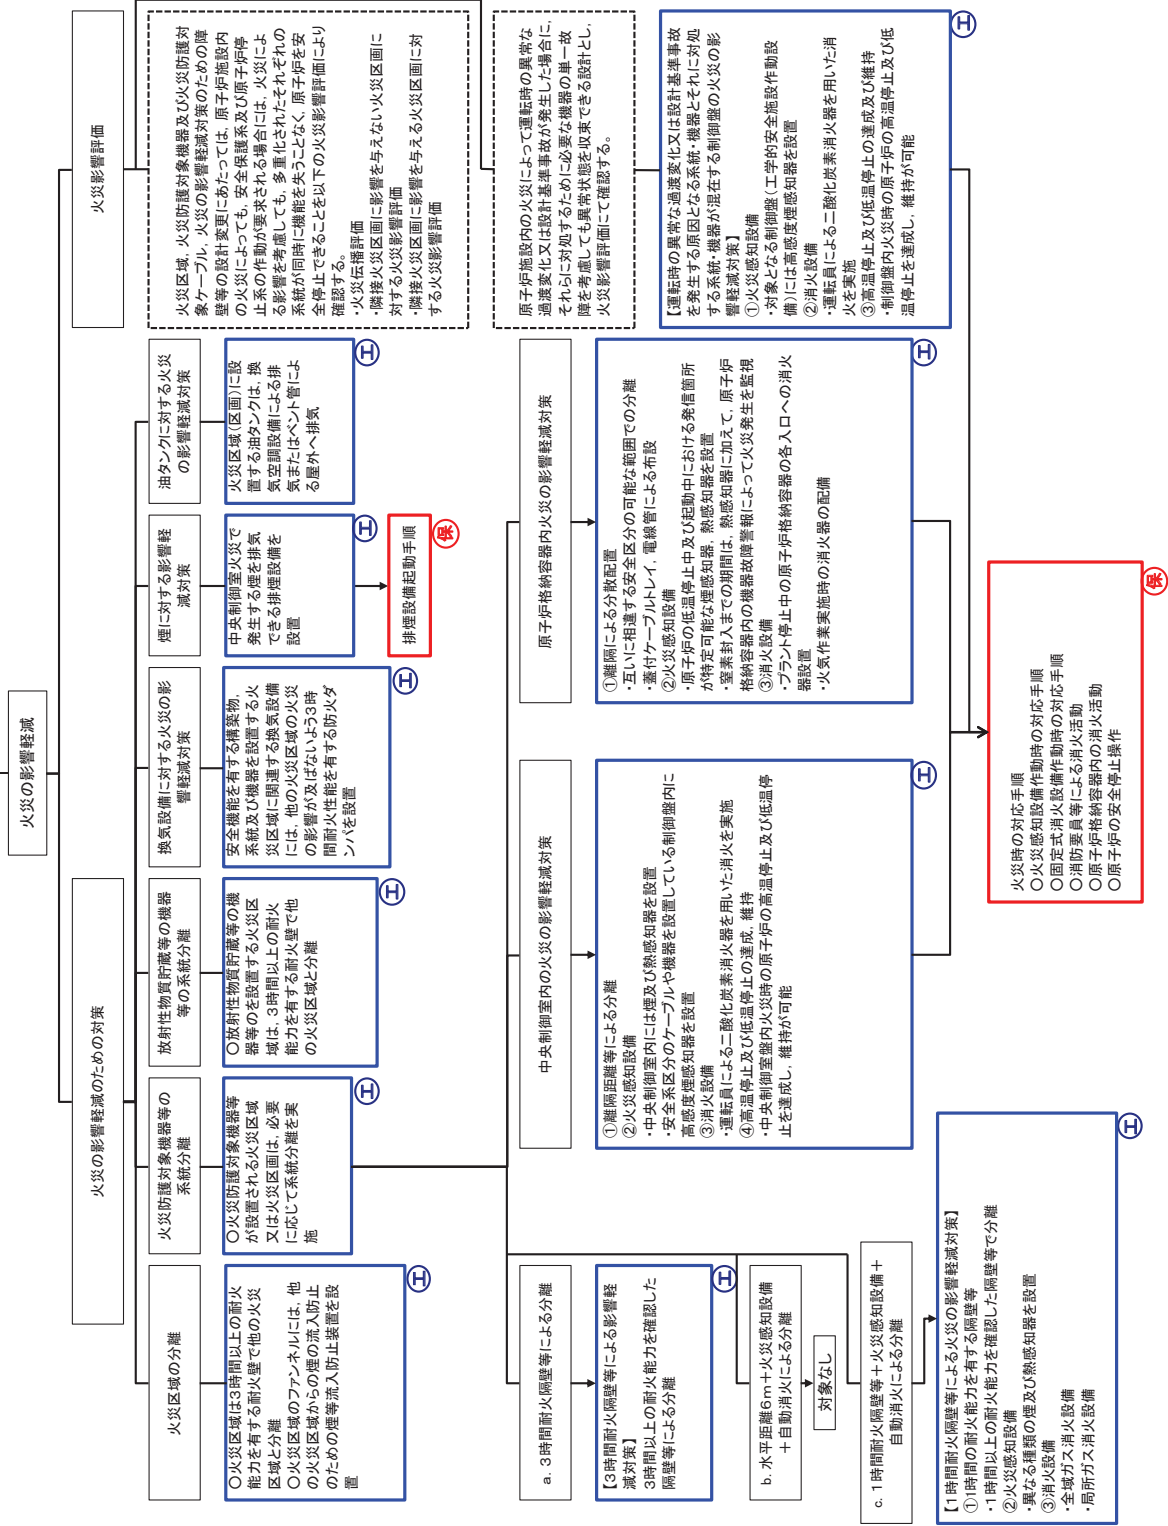 火災の影響軽減
火災の影響軽減のための対策
火災影響評価
火災区域の分離
〇火災区域は3時間以上の耐火
能力を有する耐火壁で他の火災
区域と分離
〇火災区域のファンネルには，他
の火災区域からの煙の流入防止
のための煙等流入防止装置を設
置
工
火災防護対象機器等の
系統分離
〇火災防護対象機器等
が設置される火災区域
又は火災区画は、必要
に応じて系統分離を実
施
工
放射性物質貯蔵等の機器
等の系統分離
〇放射性物質貯蔵等の機
器等のを設置する火災区
域は、3時間以上の耐火
能力を有する耐火壁で他
の火災区域と分離
工
換気設備に対する火災の影
響軽減対策
安全機能を有する構築物，
系統及び機器を設置する火
災区域に関連する換気設備
には，他の火災区域の火災
の影響が及ばないよう3時
間耐火性能を有する防火ダ
ンパを設置
工
煙に対する影響軽
減対策
中央制御室火災で
発生する煙を排気
できる排煙設備を
設置
工
排煙設備起動手順
保
油タンクに対する火災
の影響軽減対策
火災区域（区画）に設
置する油タンクは，換
気空調設備による排
気またはベント管によ
る屋外へ排気
工
火災区域，火災防護対象機器及び火災防護対
象ケーブル，火災の影響軽減対策のための障
壁等の設計変更にあたっては，原子炉施設内
の火災によっても，安全保護系及び原子炉停
止系の作動が要求される場合には，火災によ
る影響を考慮しても，多重化されたそれぞれの
系統が同時に機能を失うことなく，原子炉を安
全停止できることを以下の火災影響評価により
確認する。
・火災伝播評価
・隣接火災区画に影響を与えない火災区画に
対する火災影響評価
・隣接火災区画に影響を与える火災区画に対
する火災影響評価
原子炉施設内の火災によって運転時の異常な
過渡変化又は設計基準事故が発生した場合に，
それらに対処するために必要な機器の単一故
障を考慮しても異常状態を収束できる設計とし，
火災影響評価にて確認する。
【運転時の異常な過渡変化又は設計基準事故
を発生する原因となる系統・機器とそれに対処
する系統・機器が混在する制御盤の火災の影
響軽減対策】
①火災感知設備
・対象となる制御盤（工学的安全施設作動設
備）には高感度煙感知器を設置
②消火設備
・運転員による二酸化炭素消火器を用いた消
火を実施
③高温停止及び低温停止の達成及び維持
・制御盤内火災時の原子炉の高温停止及び低
温停止を達成し，維持が可能
工
a．3時間耐火隔壁等による分離
【3時間耐火隔壁等による影響軽
減対策】
3時間以上の耐火能力を確認した
隔壁等による分離
工
b．水平距離6m＋火災感知設備
＋自動消火による分離
対象なし
c．1時間耐火隔壁等＋火災感知設備＋
自動消火による分離
【1時間耐火隔壁等による火災の影響軽減対策】
①1時間の耐火能力を有する隔壁等
・1時間以上の耐火能力を確認した隔壁等で分離
②火災感知設備
・異なる種類の煙及び熱感知器を設置
③消火設備
・全域ガス消火設備
・局所ガス消火設備
工
中央制御室内の火災の影響軽減対策
①離隔距離等による分離
②火災感知設備
・中央制御室内には煙及び熱感知器を設置
・安全系区分のケーブルや機器を設置している制御盤内に
高感度煙感知器を設置
③消火設備
・運転員による二酸化炭素消火器を用いた消火を実施
④高温停止及び低温停止の達成，維持
・中央制御室盤内火災時の原子炉の高温停止及び低温停
止を達成し，維持が可能
工
原子炉格納容器内火災の影響軽減対策
①離隔による分散配置
・互いに相違する安全区分の可能な範囲での分離
・蓋付ケーブルトレイ，電線管による布設
②火災感知設備
・原子炉の低温停止中及び起動中における発信箇所
が特定可能な煙感知器，熱感知器を設置
・窒素封入までの期間は，熱感知器に加えて，原子炉
格納容器内の機器故障警報によって火災発生を監視
③消火設備
・プラント停止中の原子炉格納容器の各入口への消火
器設置
・火気作業実施時の消火器の配備
工
火災時の対応手順
〇火災感知設備作動時の対応手順
〇固定式消火設備作動時の対応手順
〇消防要員等による消火活動
〇原子炉格納容器内の消火活動
〇原子炉の安全停止操作
保